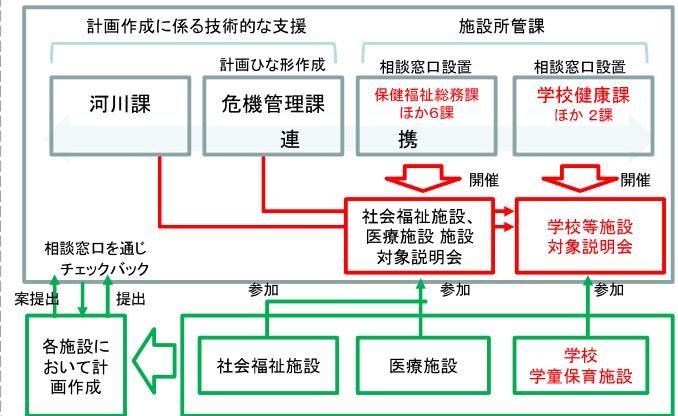 計画作成に係る技術的な支援
施設所管課
計画ひな形作成
相談窓口設置
相談窓口設置
河川課
危機管理課
保健福祉総務課
ほか6課
学校健康課
ほか 2課
連
携
開催
開催
社会福祉施設、
医療施設 施設
対象説明会
学校等施設
対象説明会
相談窓口を通じ
チェックバック
案提出
提出
参加
参加
参加
各施設に
おいて計
画作成
社会福祉施設
医療施設
学校
学童保育施設